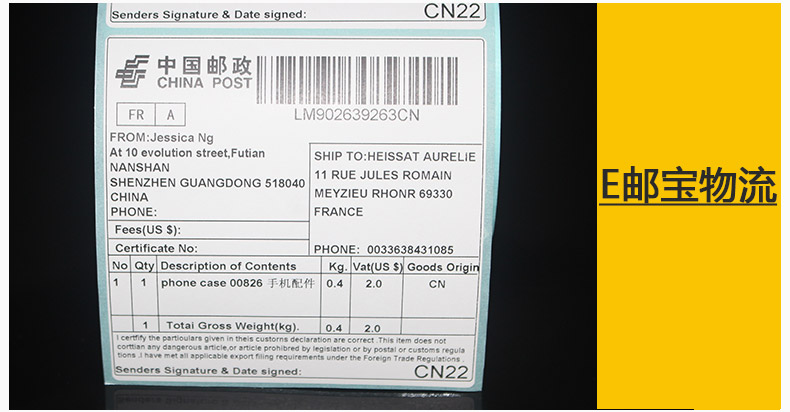 Senders Signature & Date signed: CN22
中国邮政
CHINA POST
LM902639263CN
FR A
FROM:Jessica Ng
At 10 evolution street,Futian
NANSHAN
SHENZHEN GUANGDONG 518040
CHINA
PHONE:
SHIP TO:HEISSAT AURELIE
11 RUE JULES ROMAIN
MEYZIEU RHONR 69330
FRANCE
PHONE: 0033638431085
Fees(US $):
Certificate No:
No Qty Description of Contents Kg. Vat(US $) Goods Origin
1 1 phone case 00826 手机配件 0.4 2.0 CN
1 Total Gross Weight(kg). 0.4 2.0
I certfify the particulars given in theis customs declaration are correct .This item does not
corttian any dangerous article,or article prohibred by legislation or by postal or customs regula
tions .I have met all applicable export filing requirements under the Foreign Trade Regulations .
Senders Signature & Date signed: CN22
E邮宝物流